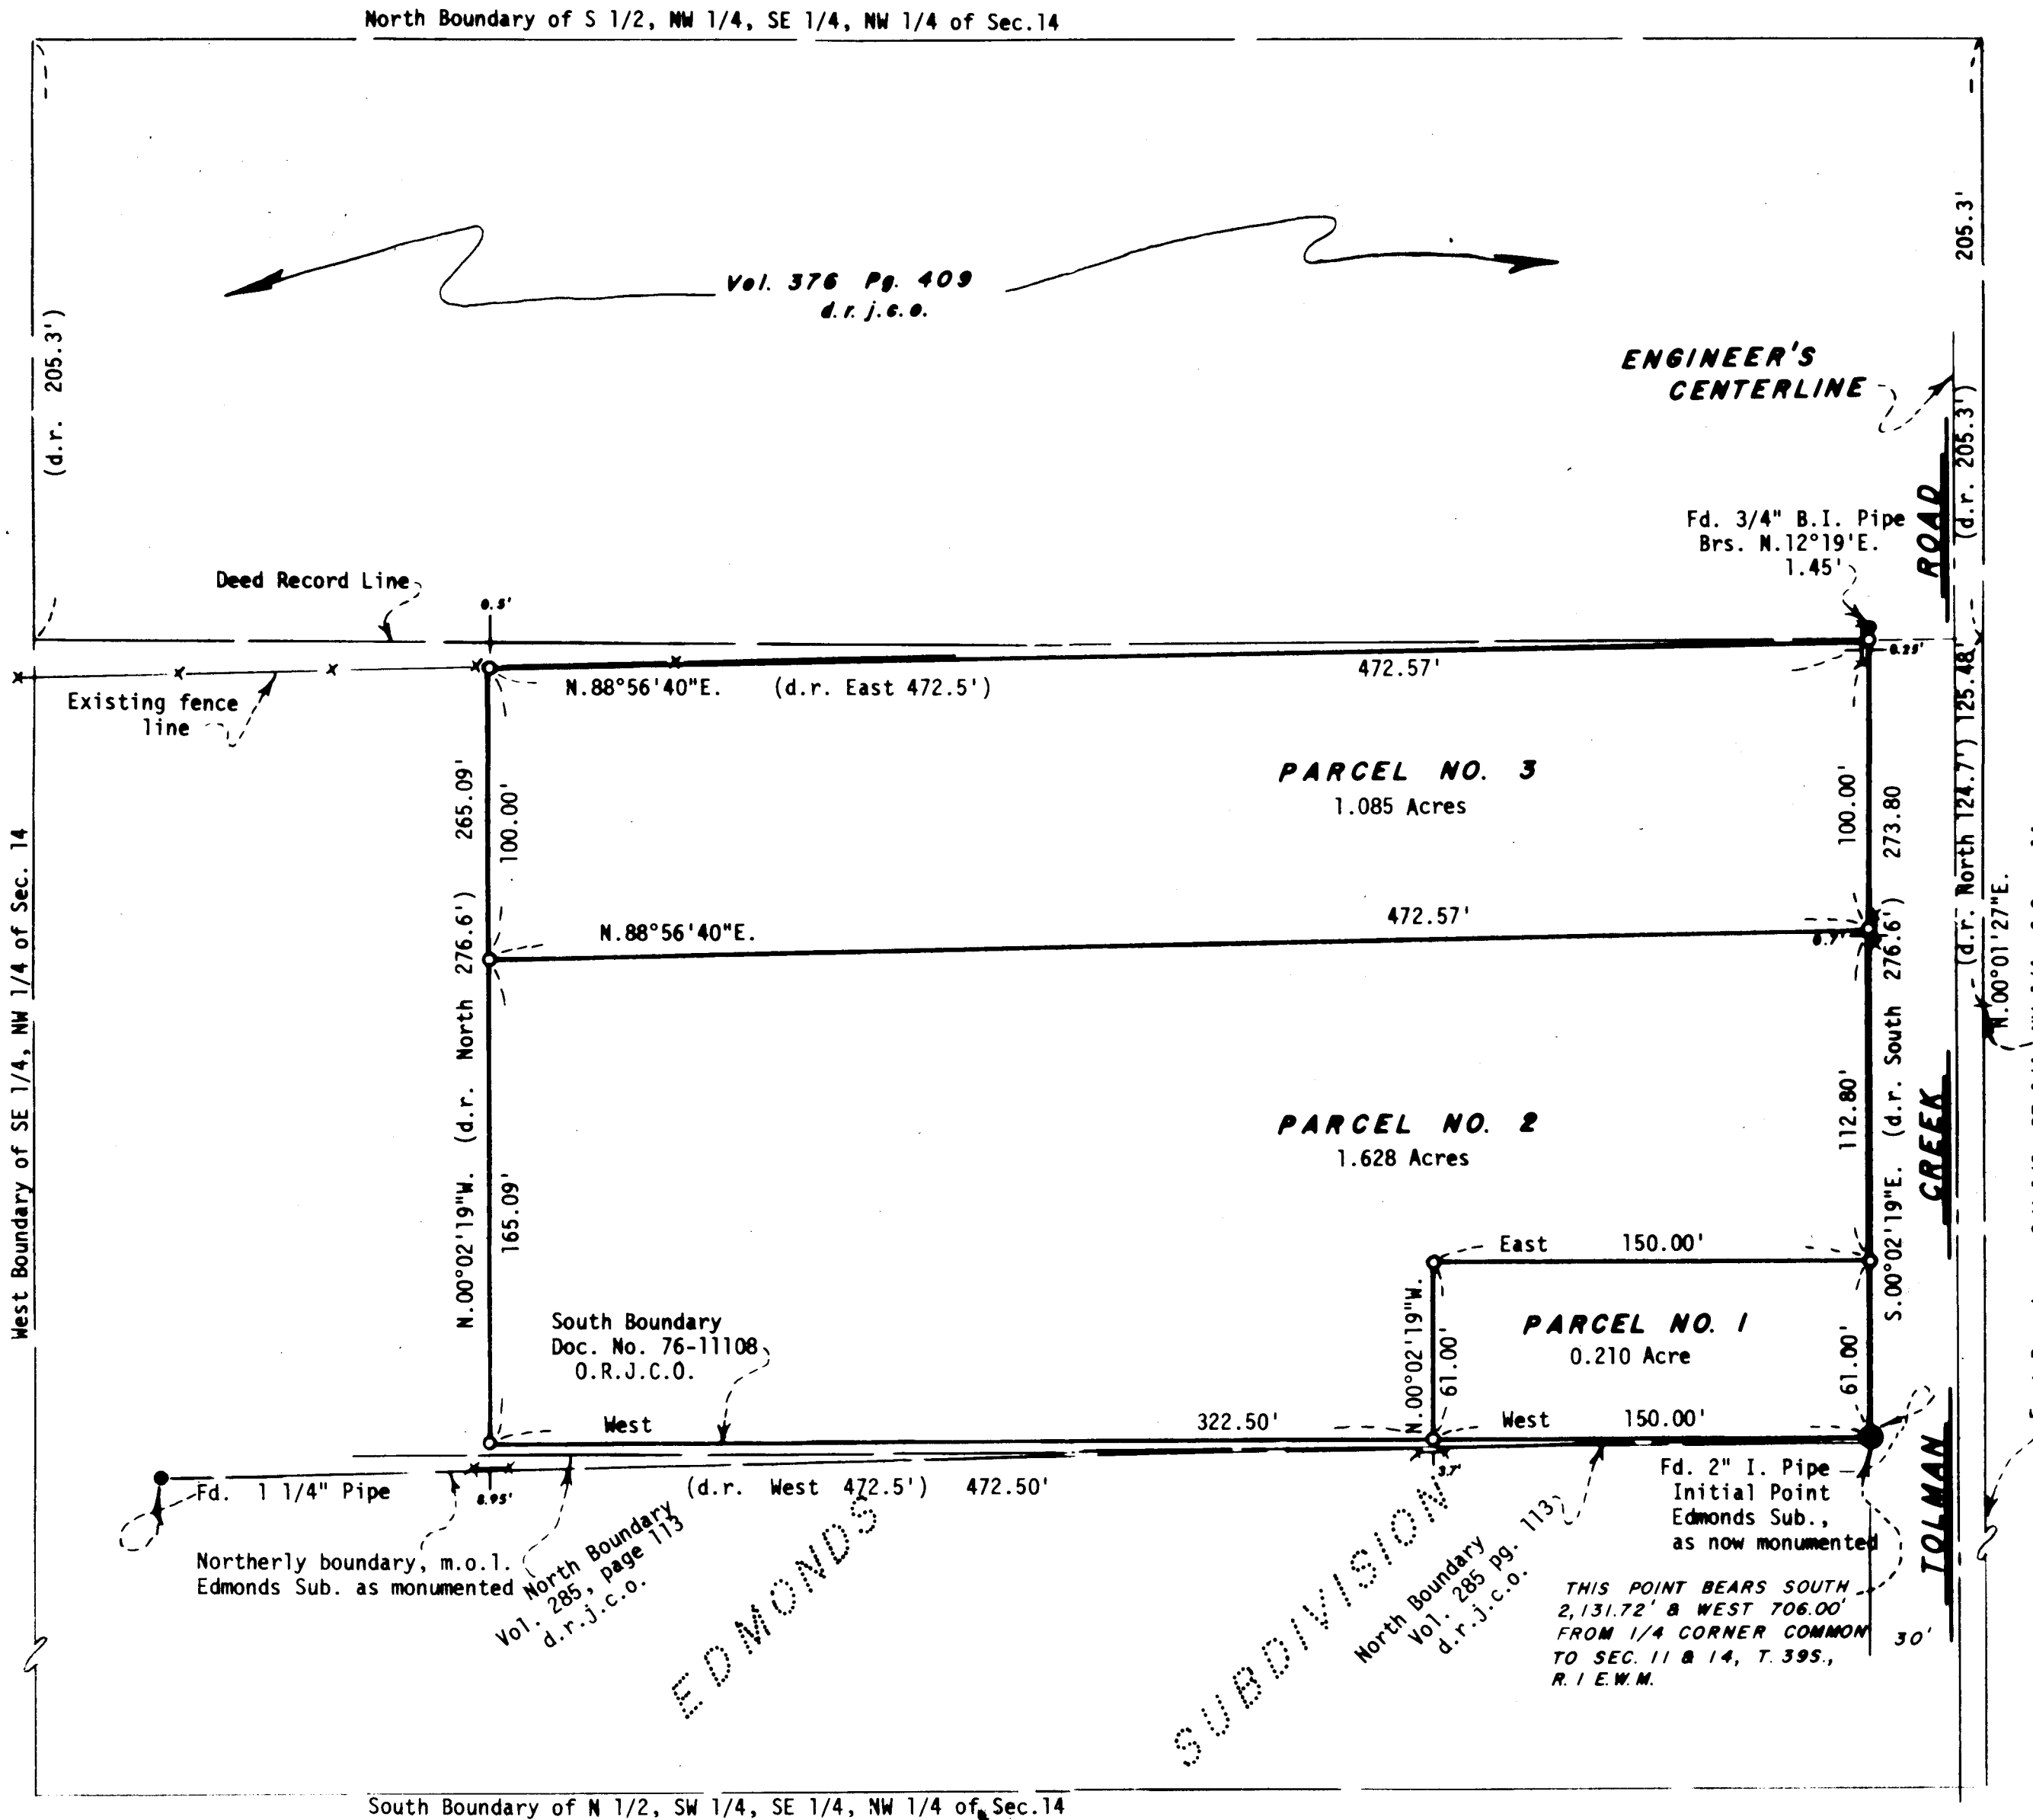 North Boundary of S 1/2, NW 1/4, SE 1/4, NW 1/4 of Sec.14
(d.r. 205.3')
205.3'
Vol. 376 Pg. 409
d.r.j.c.o.
ENGINEER'S
CENTERLINE
(d.r. 205.3')
ROAD
Fd. 3/4" B.I. Pipe
Brs. N.12°19'E.
1.45'
Deed Record Line
0.5'
Existing fence
line
N.88°56'40"E. (d.r. East 472.5') 472.57'
0.25'
(d.r. North 124.7') 125.48'
PARCEL NO. 3
1.085 Acres
265.09'
100.00'
100.00'
273.80
N.88°56'40"E. 472.57'
0.7'
N.00°01'27"E.
West Boundary of SE 1/4, NW 1/4 of Sec. 14
N.00°02'19"W. (d.r. North 276.6')
165.09'
PARCEL NO. 2
1.628 Acres
112.80'
S.00°02'19"E. (d.r. South 276.6')
CREEK
East 150.00'
N.00°02'19"W.
61.00'
PARCEL NO. 1
0.210 Acre
61.00'
South Boundary
Doc. No. 76-11108
O.R.J.C.O.
West 322.50'
West 150.00'
Fd. 1 1/4" Pipe
8.95'
(d.r. West 472.5') 472.50'
3.7'
Fd. 2" I. Pipe
Initial Point
Edmonds Sub.,
as now monumented
TOLMAN
Northerly boundary, m.o.l.
Edmonds Sub. as monumented
North Boundary
Vol. 285, page 113
d.r.j.c.o.
EDMONDS
SUBDIVISION
North Boundary
Vol. 285 pg. 113
d.r.j.c.o.
THIS POINT BEARS SOUTH
2,131.72' & WEST 706.00'
FROM 1/4 CORNER COMMON
TO SEC. 11 & 14, T.39S.,
R. 1 E.W.M.
30'
South Boundary of N 1/2, SW 1/4, SE 1/4, NW 1/4 of Sec.14